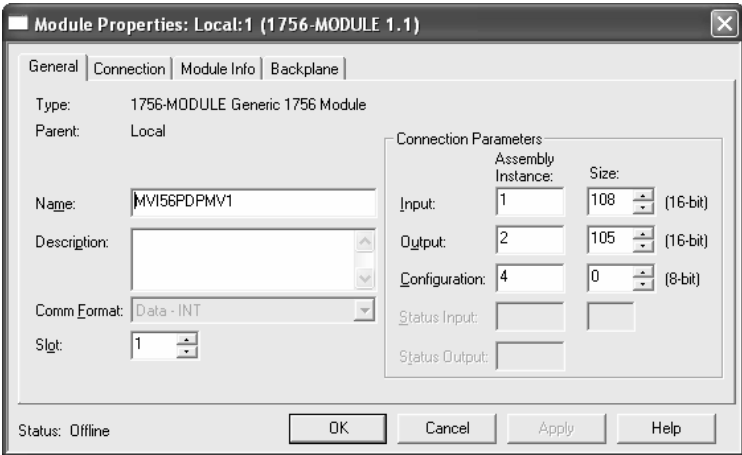 Module Properties: Local:1 (1756-MODULE 1.1)
General Connection Module Info Backplane
Type: 1756-MODULE Generic 1756 Module
Parent: Local
Connection Parameters
Assembly Instance: Size:
Name: MVI56PDPMV1
Input: 1 108 (16-bit)
Description:
Output: 2 105 (16-bit)
Configuration: 4 0 (8-bit)
Comm Format: Data - INT
Status Input:
Slot: 1
Status Output:
Status: Offline
OK Cancel Apply Help